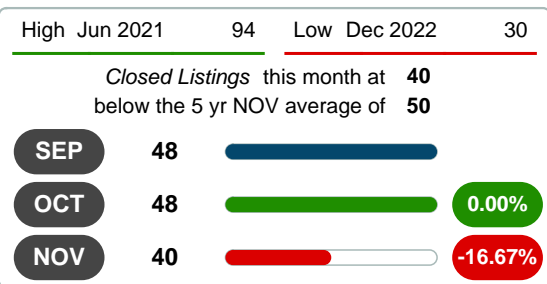 High Jun 2021 94 Low Dec 2022 30
Closed Listings this month at 40
below the 5 yr NOV average of 50
SEP 48
OCT 48 0.00%
NOV 40 -16.67%